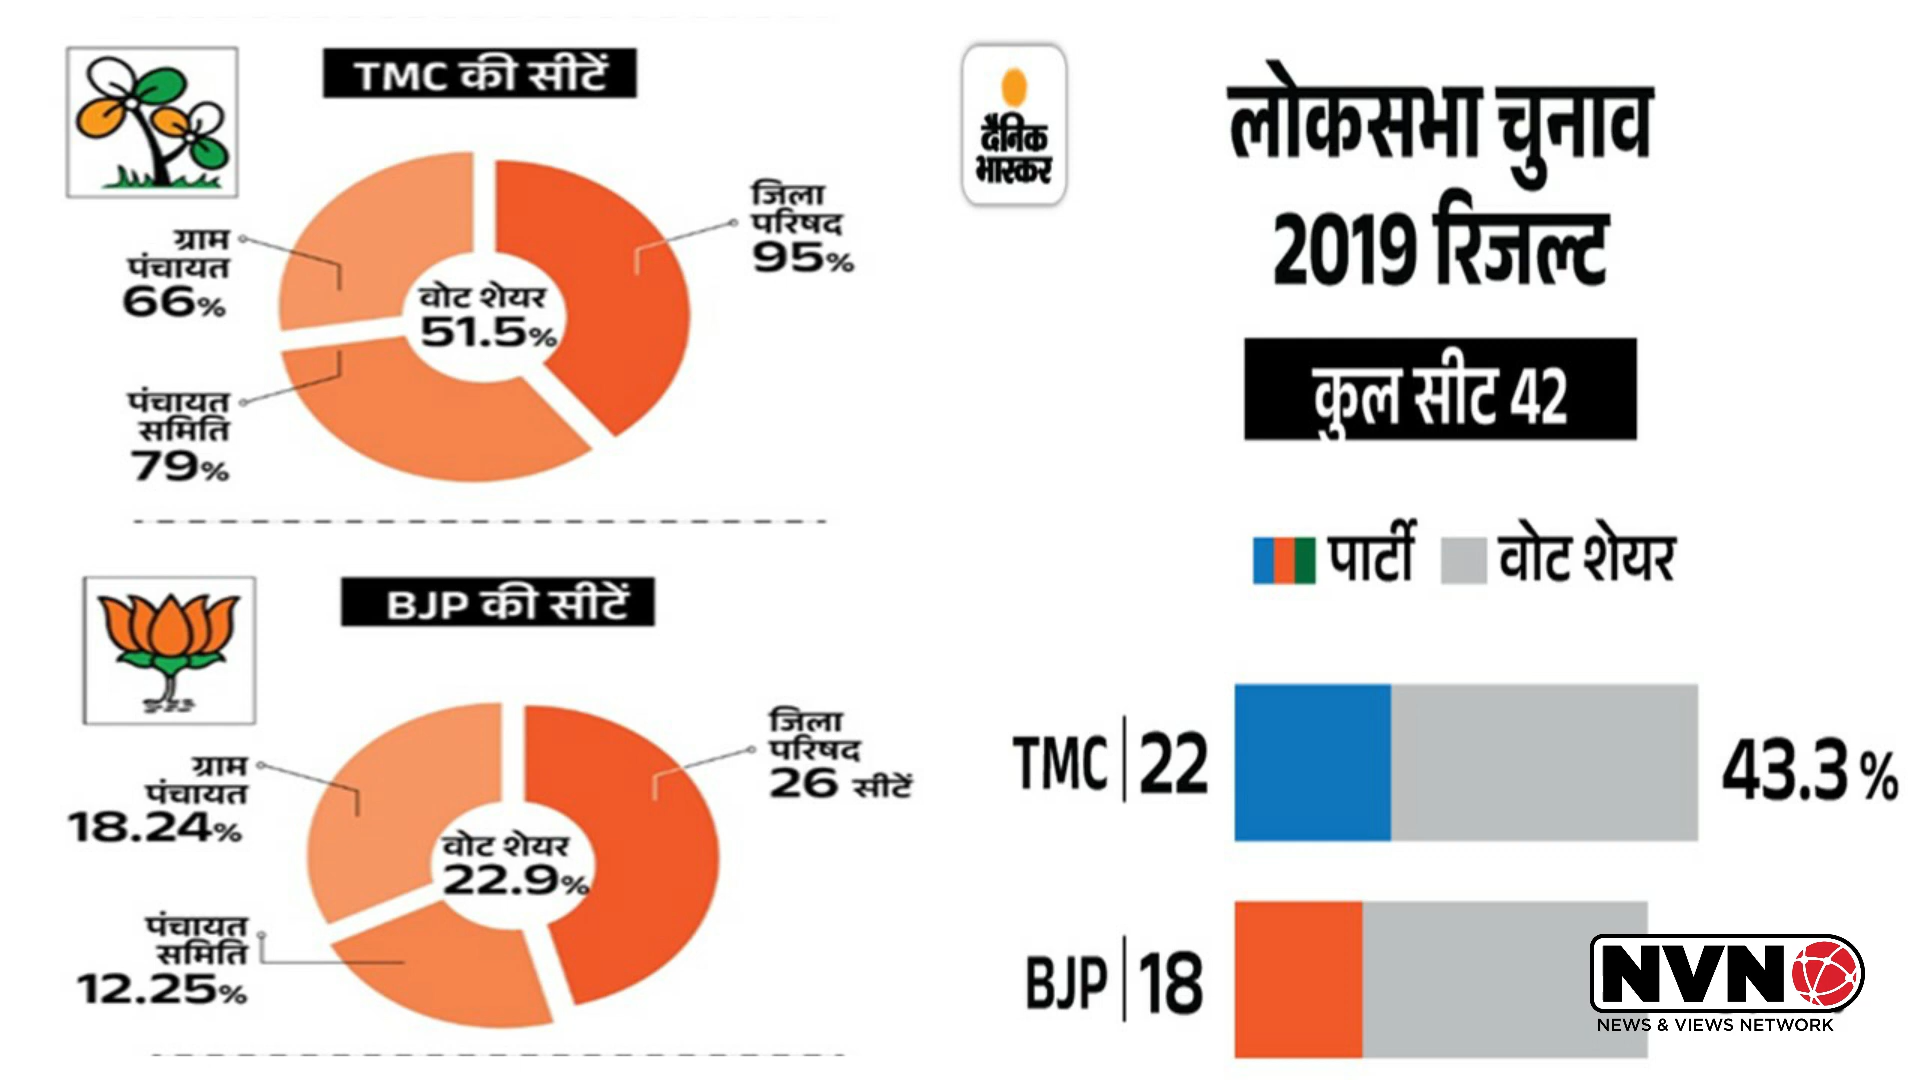 TMC की सीटें
जिला
परिषद
95%
ग्राम
पंचायत
66%
वोट शेयर
51.5%
पंचायत
समिति
79%
BJP की सीटें
जिला
परिषद
26 सीटें
ग्राम
पंचायत
18.24%
वोट शेयर
22.9%
पंचायत
समिति
12.25%
दैनिक
भास्कर
लोकसभा चुनाव
2019 रिजल्ट
कुल सीट 42
पार्टी वोट शेयर
TMC 22 43.3%
BJP 18
NVN
NEWS & VIEWS NETWORK